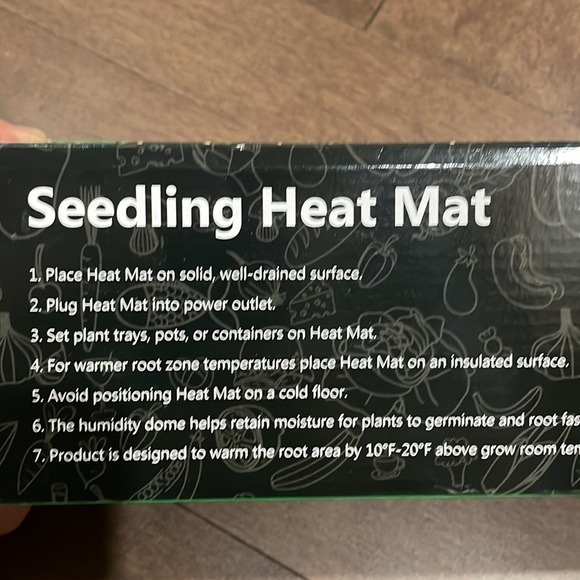 Seedling Heat Mat
1. Place Heat Mat on solid, well-drained surface.
2. Plug Heat Mat into power outlet.
3. Set plant trays, pots, or containers on Heat Mat.
4. For warmer root zone temperatures place Heat Mat on an insulated surface.
5. Avoid positioning Heat Mat on a cold floor.
6. The humidity dome helps retain moisture for plants to germinate and root fas
7. Product is designed to warm the root area by 10°F-20°F above grow room ten